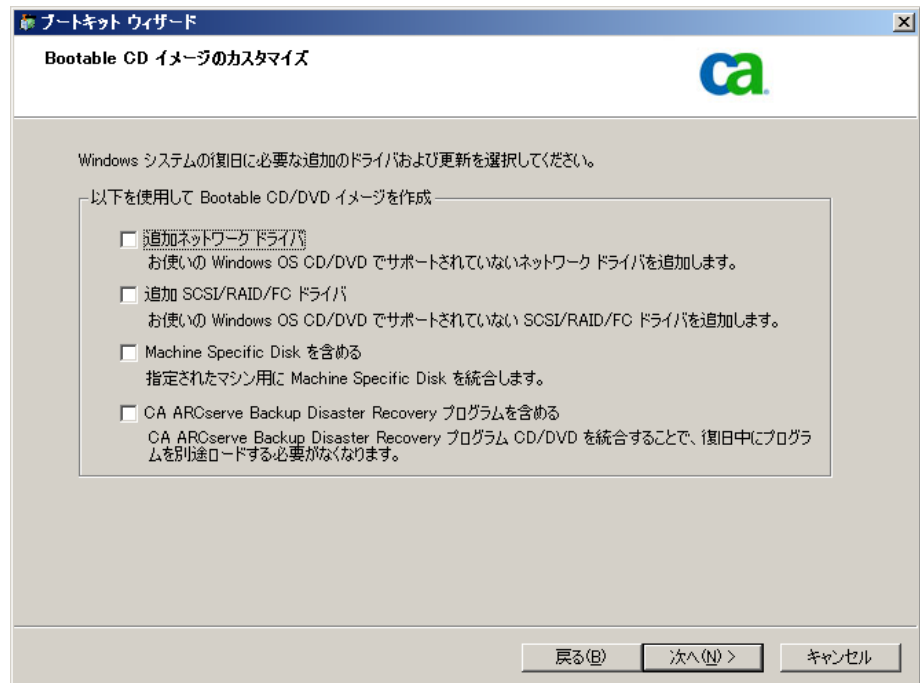 ブートキット ウィザード
Bootable CD イメージのカスタマイズ
ca.
Windows システムの復旧に必要な追加のドライバおよび更新を選択してください。
以下を使用して Bootable CD/DVD イメージを作成
追加ネットワーク ドライバ
お使いの Windows OS CD/DVD でサポートされていないネットワーク ドライバを追加します。
追加 SCSI/RAID/FC ドライバ
お使いの Windows OS CD/DVD でサポートされていない SCSI/RAID/FC ドライバを追加します。
Machine Specific Disk を含める
指定されたマシン用に Machine Specific Disk を統合します。
CA ARCserve Backup Disaster Recovery プログラムを含める
CA ARCserve Backup Disaster Recovery プログラム CD/DVD を統合することで、復旧中にプログラ
ムを別途ロードする必要がなくなります。
戻る(B)
次へ(N) >
キャンセル